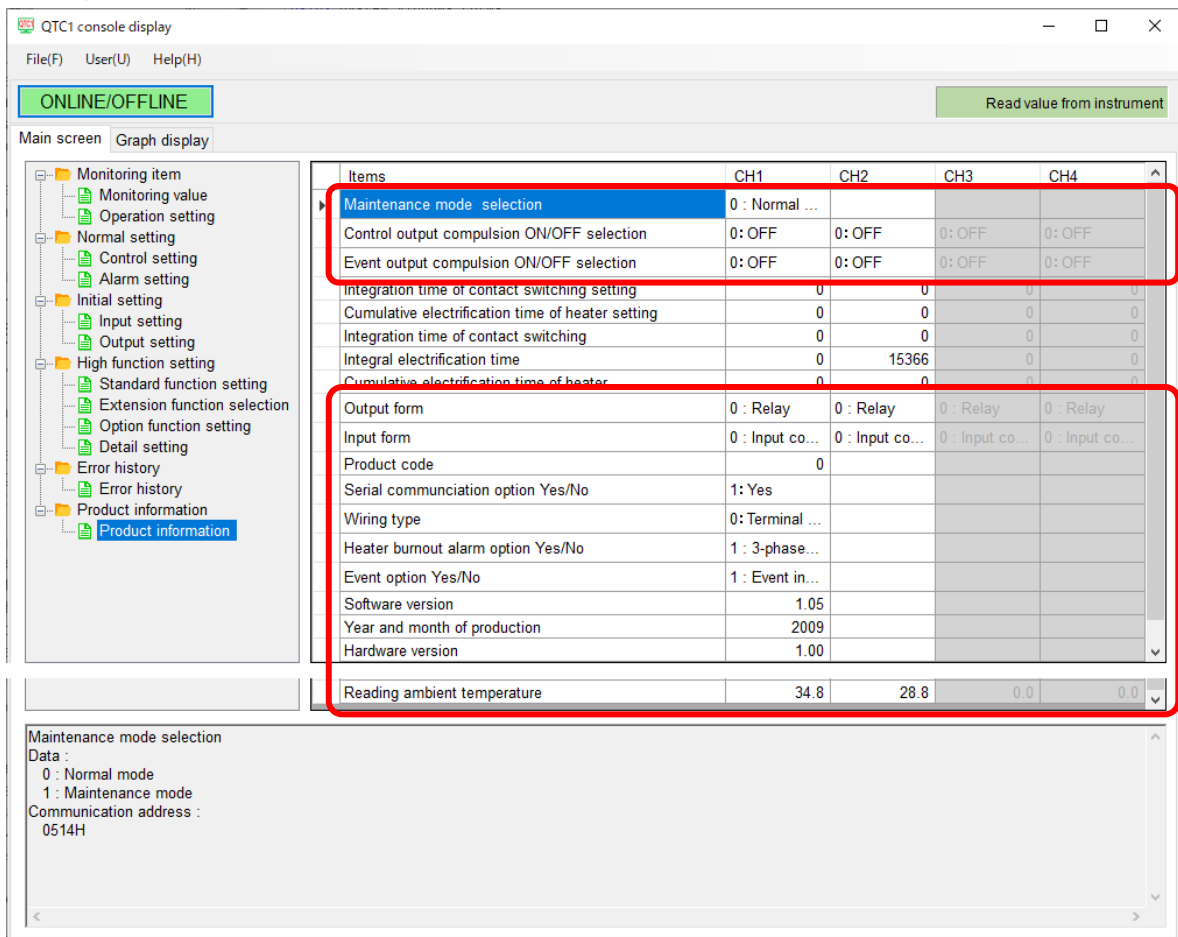 QTC1 QTC1 console display
File(F) User(U) Help(H)
ONLINE/OFFLINE Read value from instrument
Main screen Graph display
Monitoring item
Monitoring value
Operation setting
Normal setting
Control setting
Alarm setting
Initial setting
Input setting
Output setting
High function setting
Standard function setting
Extension function selection
Option function setting
Detail setting
Error history
Error history
Product information
Product information
Items CH1 CH2 CH3 CH4
Maintenance mode selection 0 : Normal ...
Control output compulsion ON/OFF selection 0: OFF 0: OFF 0: OFF 0: OFF
Event output compulsion ON/OFF selection 0: OFF 0: OFF 0: OFF 0: OFF
Integration time of contact switching setting 0 0 0 0
Cumulative electrification time of heater setting 0 0 0 0
Integration time of contact switching 0 0 0 0
Integral electrification time 0 15366 0 0
Cumulative electrification time of heater 0 0 0 0
Output form 0 : Relay 0 : Relay 0 : Relay 0 : Relay
Input form 0 : Input co... 0 : Input co... 0 : Input co... 0 : Input co...
Product code 0
Serial communciation option Yes/No 1: Yes
Wiring type 0: Terminal ...
Heater burnout alarm option Yes/No 1 : 3-phase...
Event option Yes/No 1 : Event in...
Software version 1.05
Year and month of production 2009
Hardware version 1.00
Reading ambient temperature 34.8 28.8 0.0 0.0
Maintenance mode selection
Data :
0 : Normal mode
1 : Maintenance mode
Communication address :
0514H